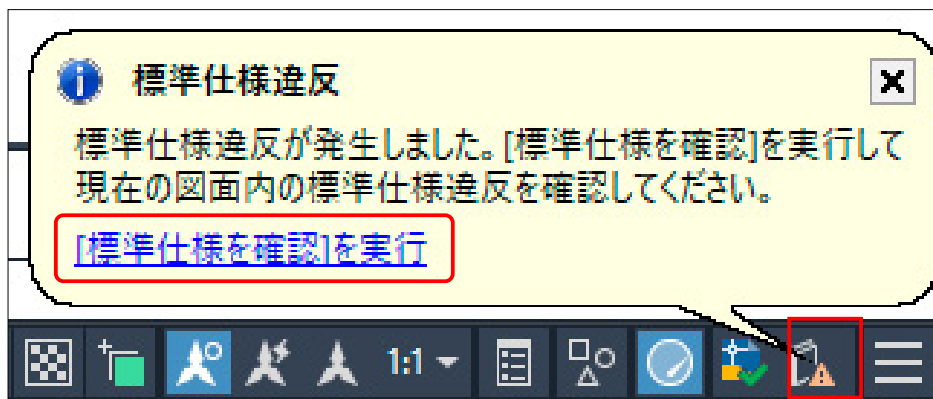 標準仕様違反
標準仕様違反が発生しました。[標準仕様を確認]を実行して
現在の図面内の標準仕様違反を確認してください。
[標準仕様を確認]を実行
1:1